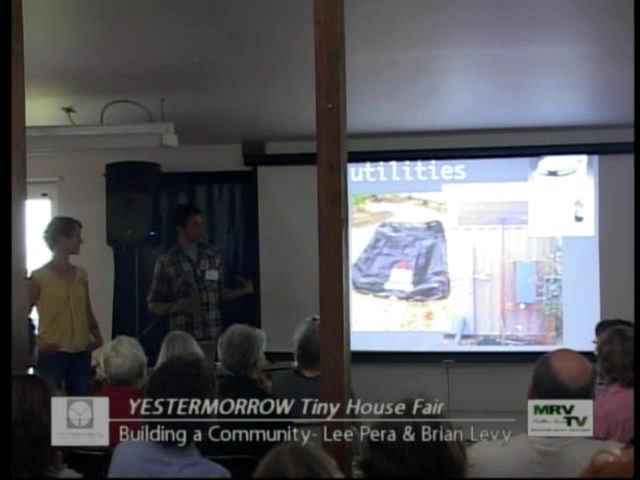 utilities
YESTERMORROW Tiny House Fair
Building a Community- Lee Pera & Brian Levy
MRV
TV